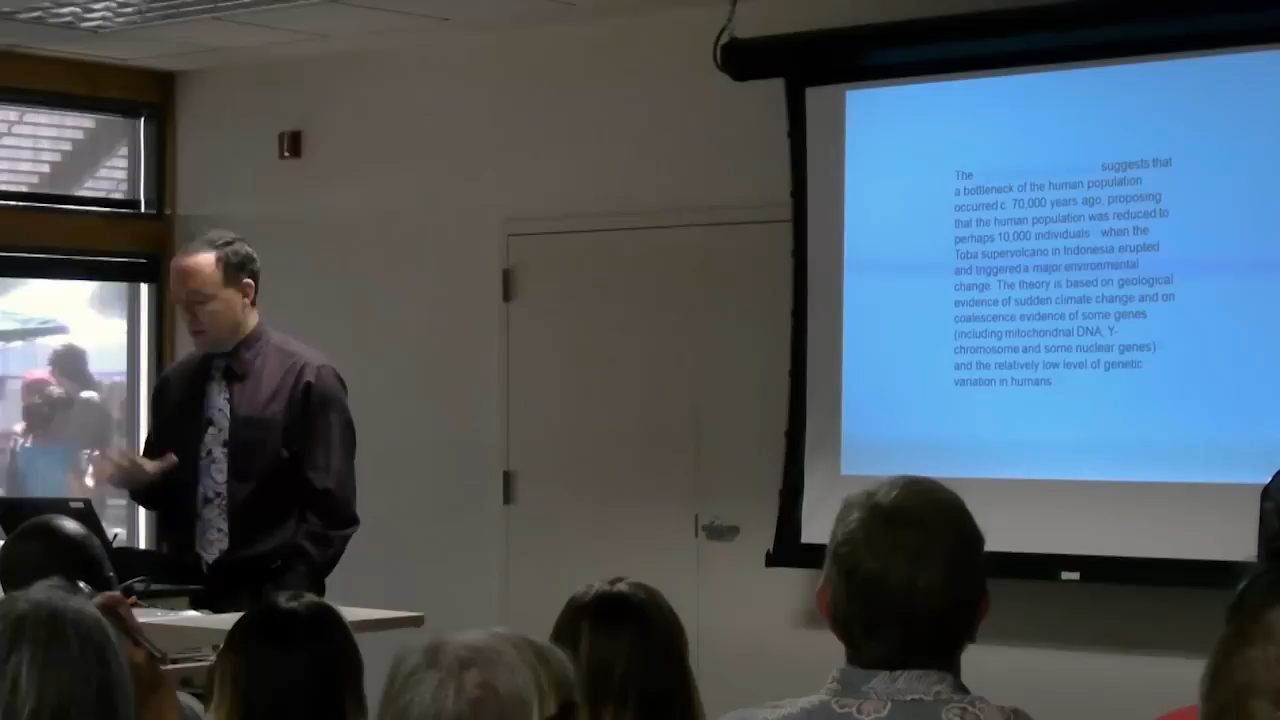 The suggests that
a bottleneck of the human population
occurred c. 70,000 years ago, proposing
that the human population was reduced to
perhaps 10,000 individuals when the
Toba supervolcano in Indonesia erupted
and triggered a major environmental
change. The theory is based on geological
evidence of sudden climate change and on
coalescence evidence of some genes
(including mitochondrial DNA, Y-
chromosome and some nuclear genes)
and the relatively low level of genetic
variation in humans